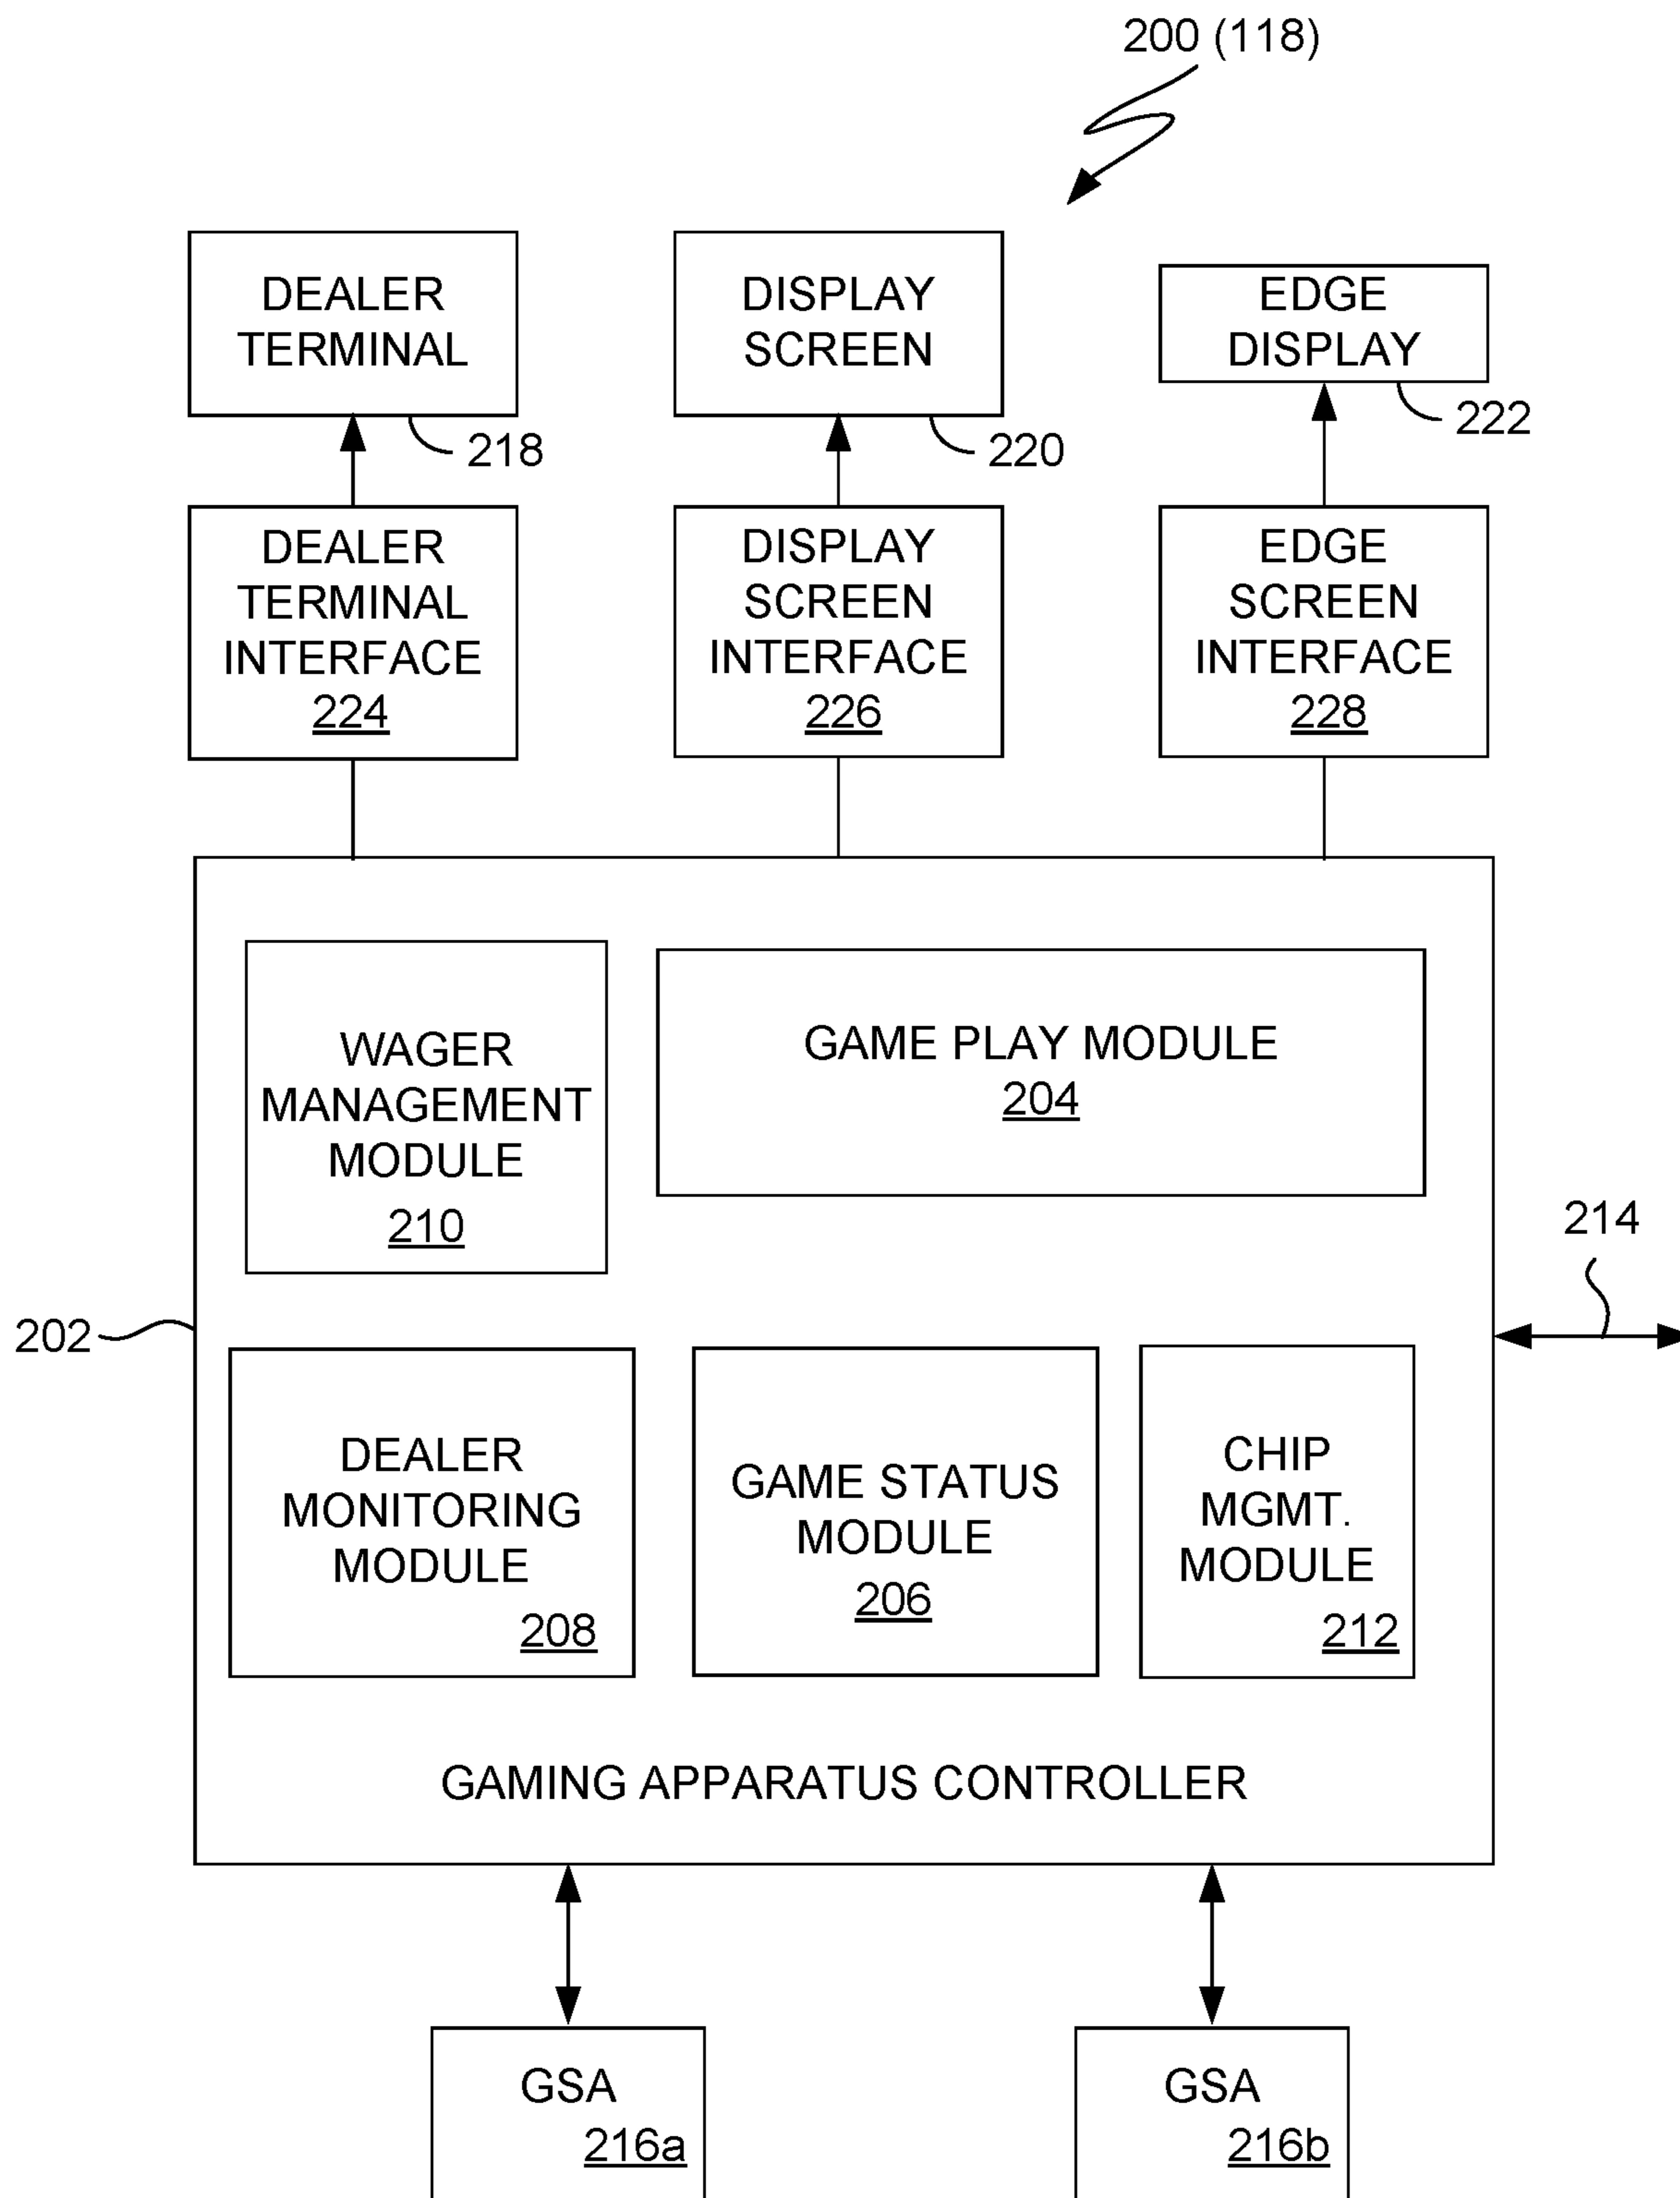 200 (118)
DEALER
TERMINAL
218
DISPLAY
SCREEN
220
EDGE
DISPLAY
222
DEALER
TERMINAL
INTERFACE
224
DISPLAY
SCREEN
INTERFACE
226
EDGE
SCREEN
INTERFACE
228
WAGER
MANAGEMENT
MODULE
210
GAME PLAY MODULE
204
214
202
DEALER
MONITORING
MODULE
208
GAME STATUS
MODULE
206
CHIP
MGMT.
MODULE
212
GAMING APPARATUS CONTROLLER
GSA
216a
GSA
216b